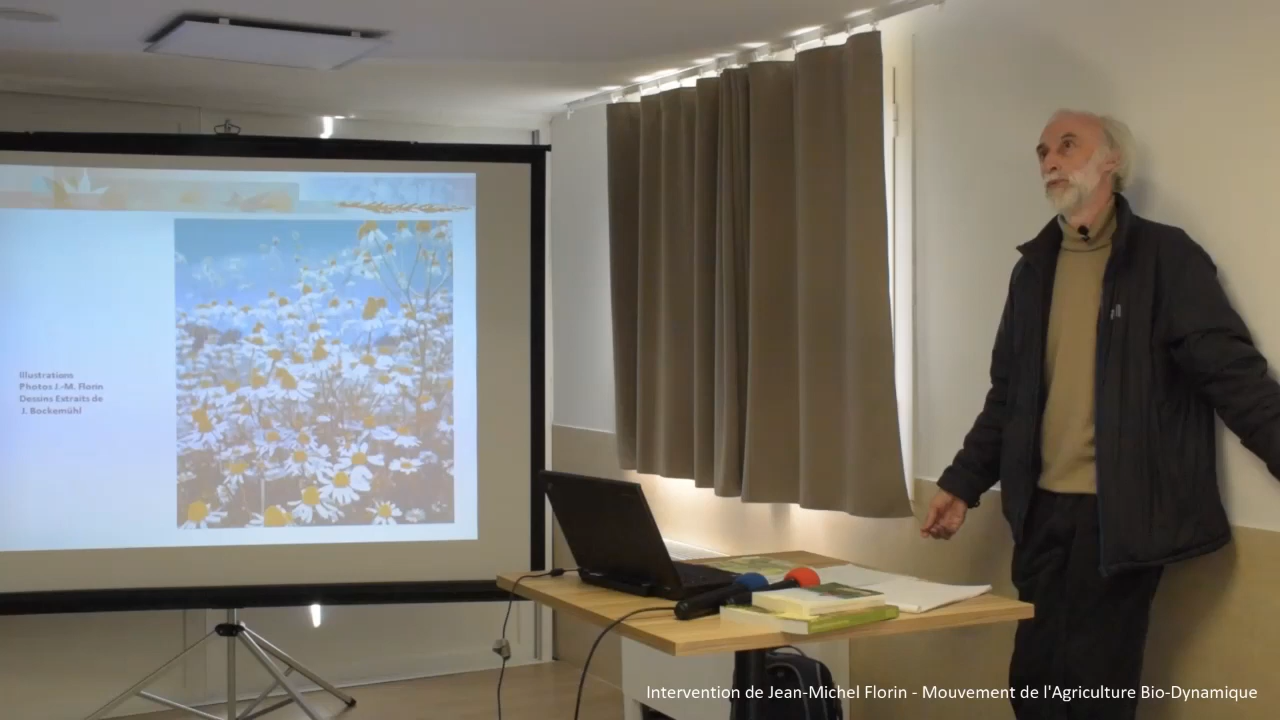 Illustrations
Photos J.-M. Florin
Dessins Extraits de
J. Bockemühl
Intervention de Jean-Michel Florin - Mouvement de l'Agriculture Bio-Dynamique